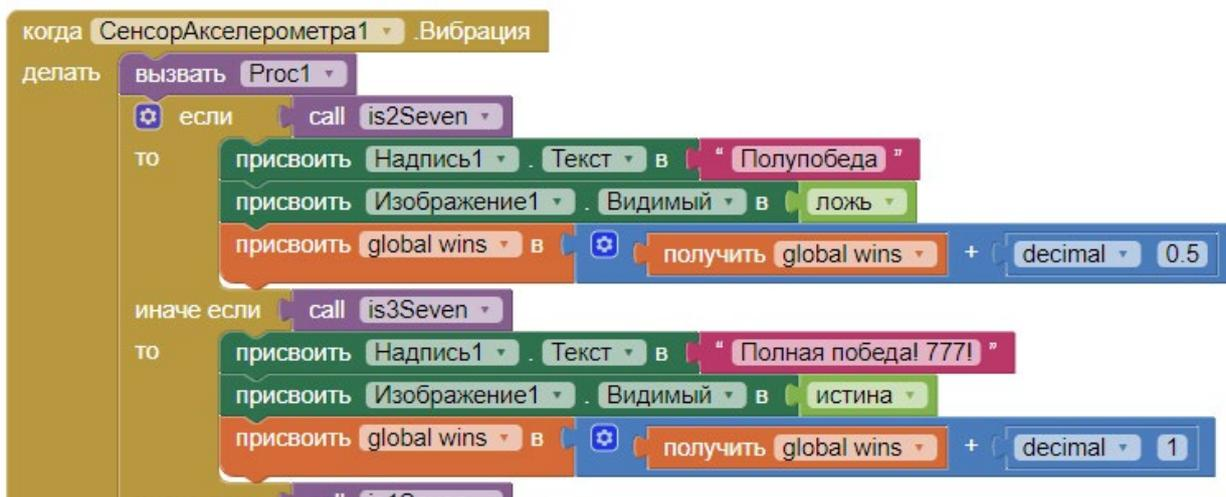 когда СенсорАкселерометра1 .Вибрация
делать вызвать Proc1
если call is2Seven
то присвоить Надпись1 . Текст в " Полупобеда "
присвоить Изображение1 . Видимый в ложь
присвоить global wins в получить global wins + decimal 0.5
иначе если call is3Seven
то присвоить Надпись1 . Текст в " Полная победа! 777! "
присвоить Изображение1 . Видимый в истина
присвоить global wins в получить global wins + decimal 1